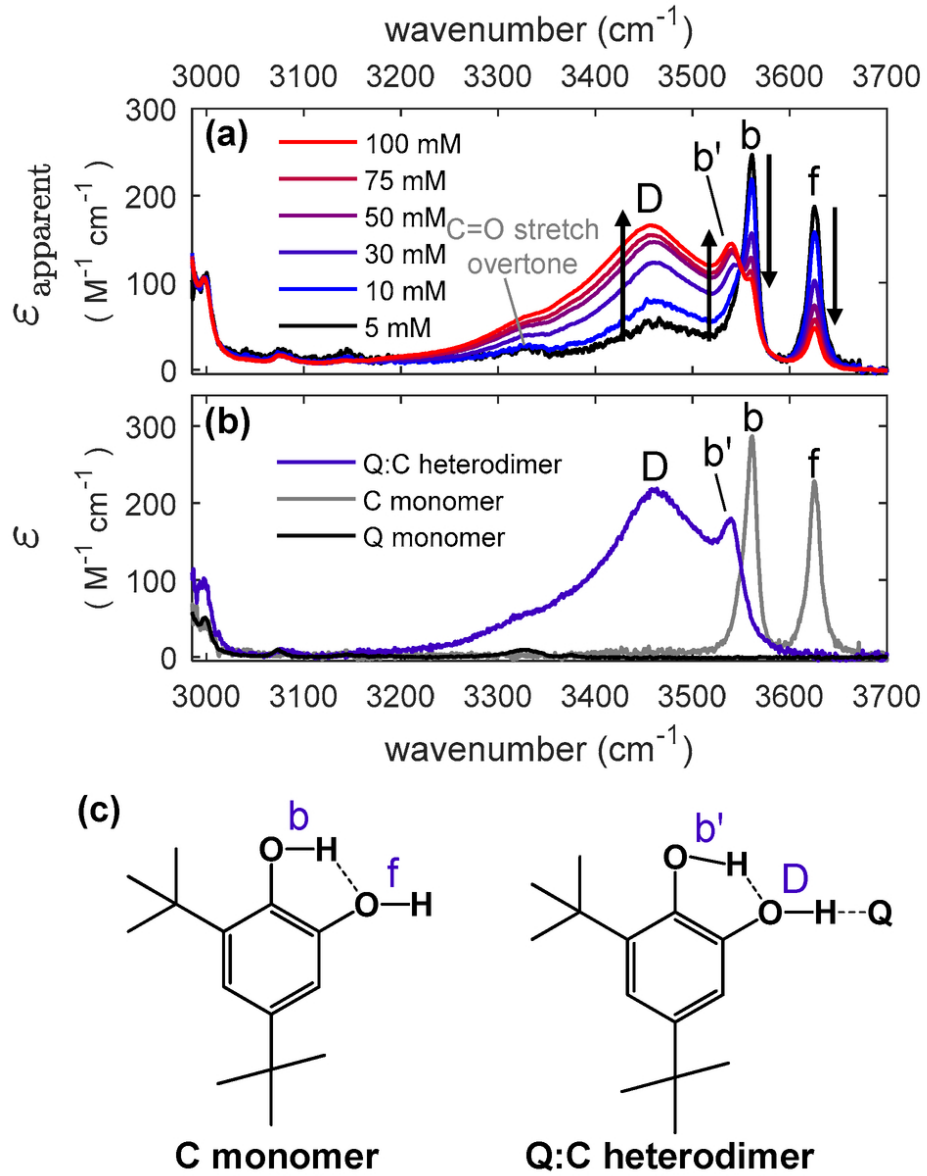 wavenumber (cm⁻¹)
3000 3100 3200 3300 3400 3500 3600 3700
300
200
100
0
ε apparent
( M⁻¹ cm⁻¹ )
(a)
100 mM
75 mM
50 mM
30 mM
10 mM
5 mM
C=O stretch
overtone
D
b'
b
f
(b)
300
200
100
0
ε
( M⁻¹ cm⁻¹ )
Q:C heterodimer
C monomer
Q monomer
D
b'
b
f
3000 3100 3200 3300 3400 3500 3600 3700
wavenumber (cm⁻¹)
(c)
b
O H
f
O H
C monomer
b'
O H
D
O H Q
Q:C heterodimer